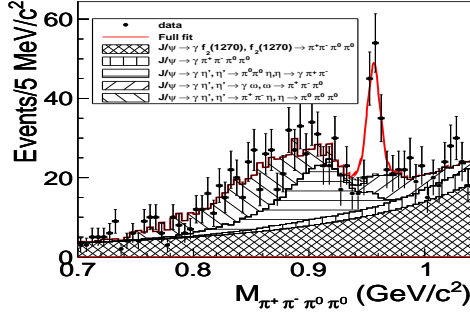 60
40
20
0
Events/5 MeV/c²
data
Full fit
J/ψ → γ f₂(1270), f₂(1270) → π⁺π⁻π⁰π⁰
J/ψ → γ π⁺π⁻π⁰π⁰
J/ψ → γ η', η' → π⁰π⁰η, η → γ π⁺π⁻
J/ψ → γ η', η' → γ ω, ω → π⁺π⁻π⁰
J/ψ → γ η', η' → π⁺π⁻η, η → π⁰π⁰π⁰
0.7 0.8 0.9 1
M π⁺π⁻π⁰π⁰ (GeV/c²)